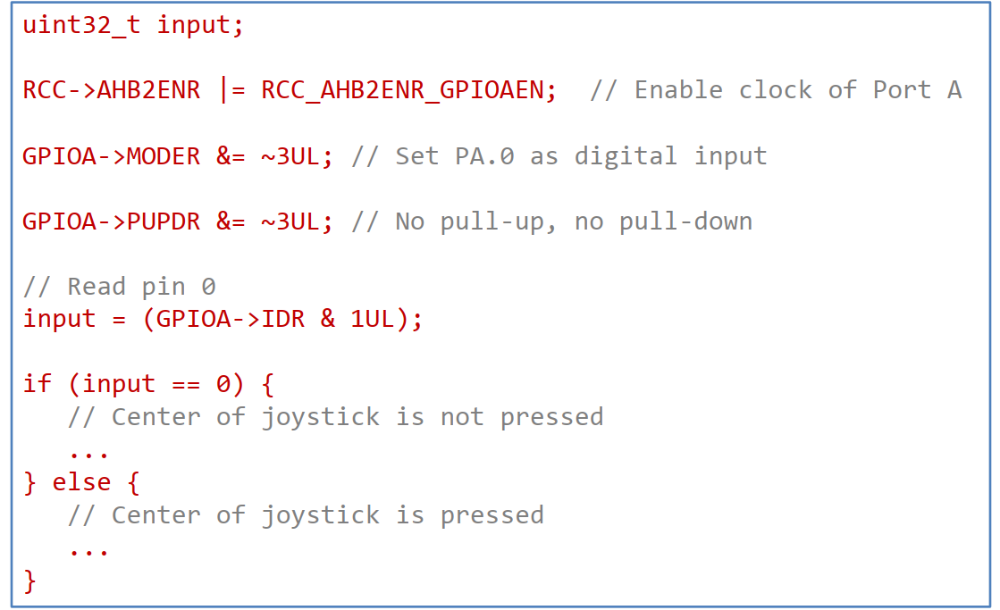 uint32_t input;
RCC->AHB2ENR |= RCC_AHB2ENR_GPIOAEN;  // Enable clock of Port A
GPIOA->MODER &= ~3UL; // Set PA.0 as digital input
GPIOA->PUPDR &= ~3UL; // No pull-up, no pull-down
// Read pin 0
input = (GPIOA->IDR & 1UL);
if (input == 0) {
   // Center of joystick is not pressed
   ...
} else {
   // Center of joystick is pressed
   ...
}